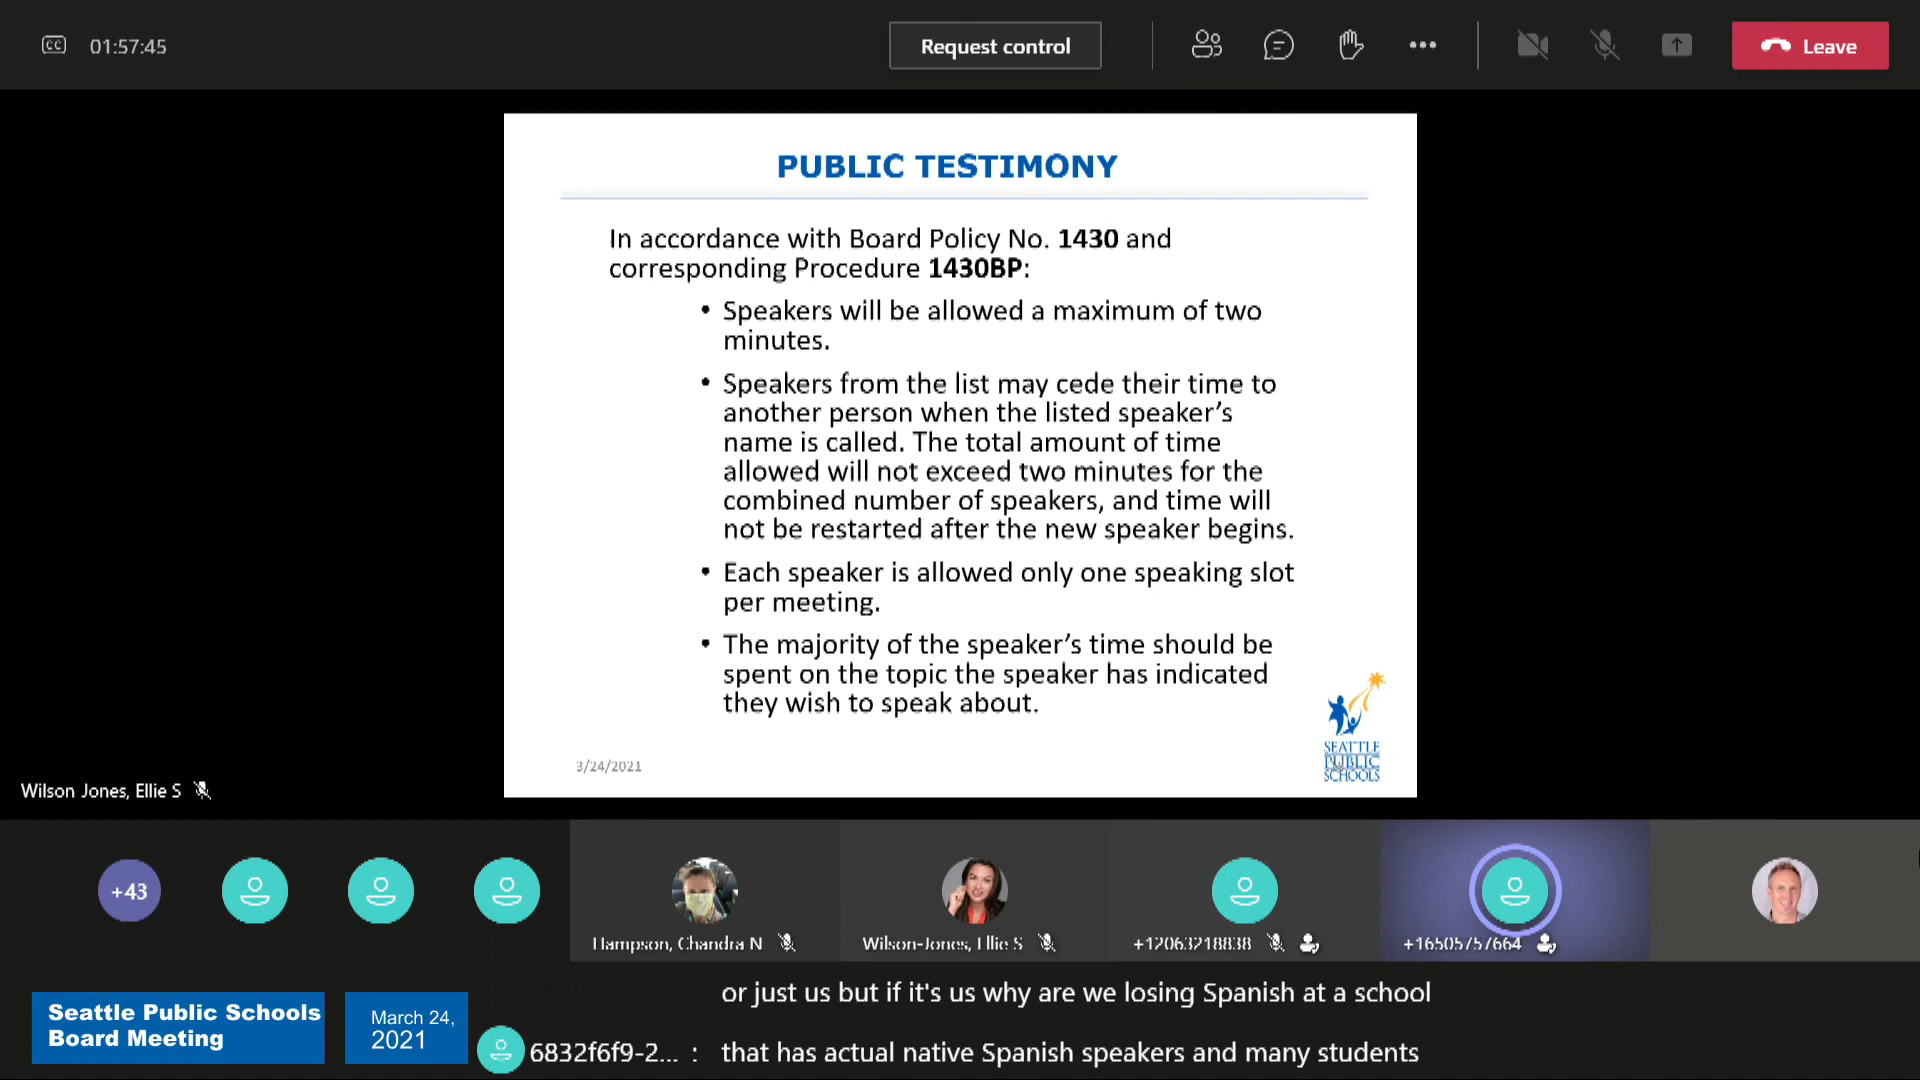 CC 01:57:45
Request control
Leave
PUBLIC TESTIMONY
In accordance with Board Policy No. 1430 and
corresponding Procedure 1430BP:
• Speakers will be allowed a maximum of two
minutes.
• Speakers from the list may cede their time to
another person when the listed speaker's
name is called. The total amount of time
allowed will not exceed two minutes for the
combined number of speakers, and time will
not be restarted after the new speaker begins.
• Each speaker is allowed only one speaking slot
per meeting.
• The majority of the speaker's time should be
spent on the topic the speaker has indicated
they wish to speak about.
3/24/2021
SEATTLE
PUBLIC
SCHOOLS
Wilson Jones, Ellie S
+43
Hampson, Chandra N
Wilson-Jones, Ellie S
+12063218838
+16505757664
or just us but if it's us why are we losing Spanish at a school
6832f6f9-2... : that has actual native Spanish speakers and many students
Seattle Public Schools
Board Meeting
March 24,
2021